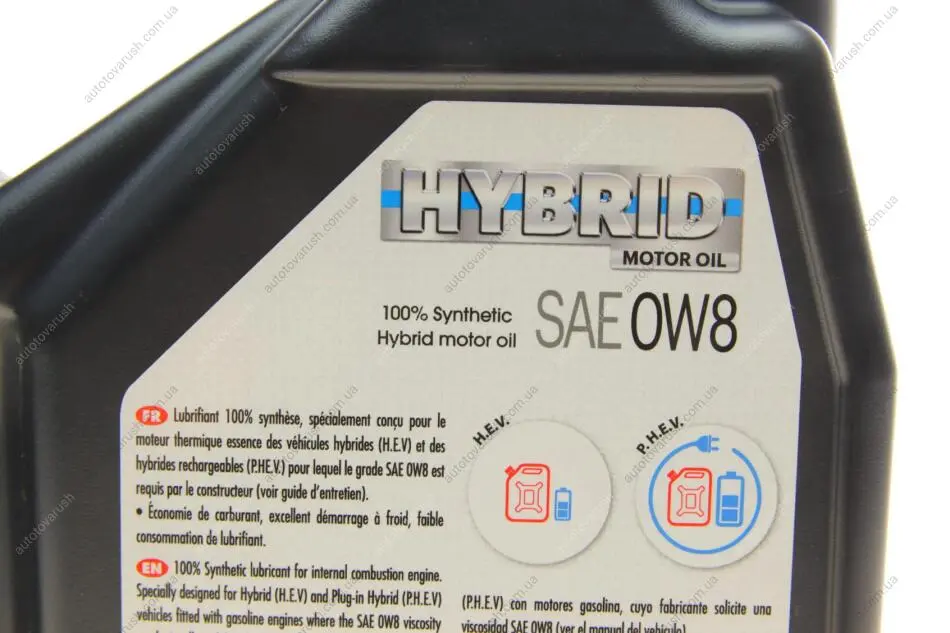 HYBRID
MOTOR OIL
100% Synthetic
Hybrid motor oil
SAE 0W8
FR Lubrifiant 100% synthèse, spécialement conçu pour le
moteur thermique essence des véhicules hybrides (H.E.V) et des
hybrides rechargeables (P.H.E.V.) pour lequel le grade SAE 0W8 est
requis par le constructeur (voir guide d'entretien).
• Économie de carburant, excellent démarrage à froid, faible
consommation de lubrifiant.
EN 100% Synthetic lubricant for internal combustion engine.
Specially designed for Hybrid (H.E.V) and Plug-in Hybrid (P.H.E.V)
vehicles fitted with gasoline engines where the SAE 0W8 viscosity
H.E.V.
P.H.E.V.
(P.H.E.V) con motores gasolina, cuyo fabricante solicite una
viscosidad SAE 0W8 (ver el manual del vehículo).
autotovarush.com.ua